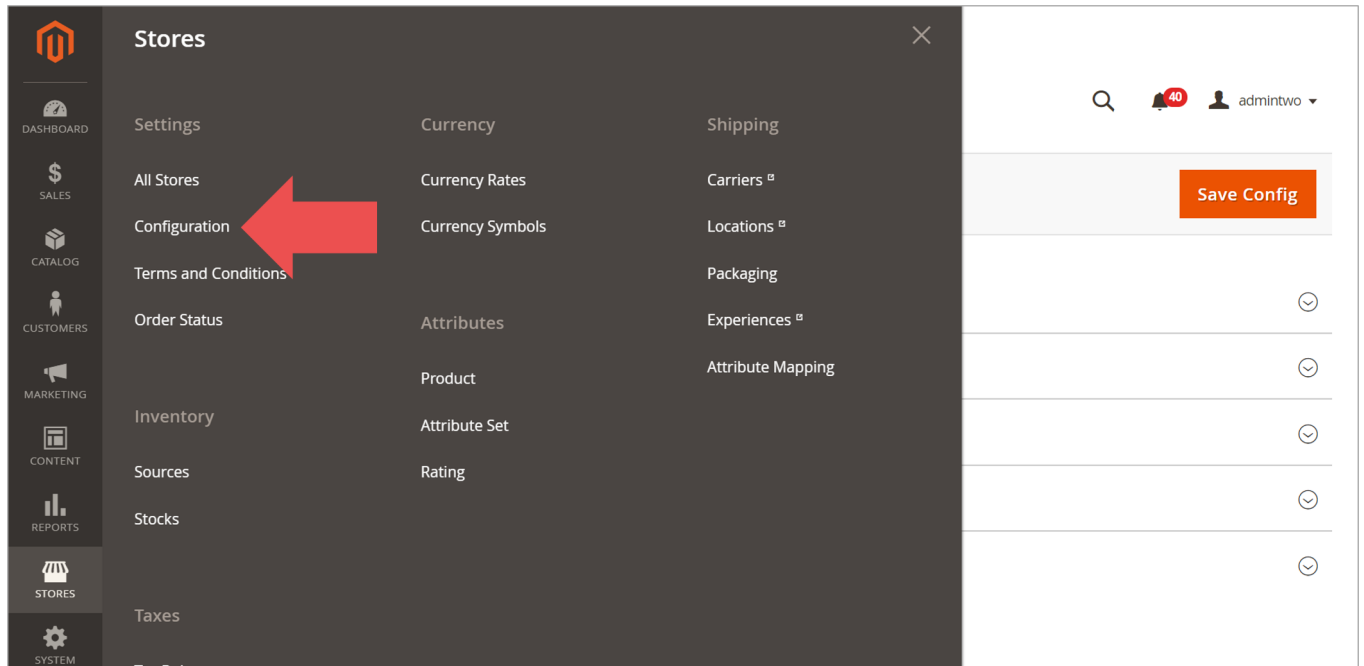 Stores
DASHBOARD
SALES
CATALOG
CUSTOMERS
MARKETING
CONTENT
REPORTS
STORES
SYSTEM
Settings
All Stores
Configuration
Terms and Conditions
Order Status
Inventory
Sources
Stocks
Taxes
Currency
Currency Rates
Currency Symbols
Attributes
Product
Attribute Set
Rating
Shipping
Carriers
Locations
Packaging
Experiences
Attribute Mapping
40
admintwo
Save Config